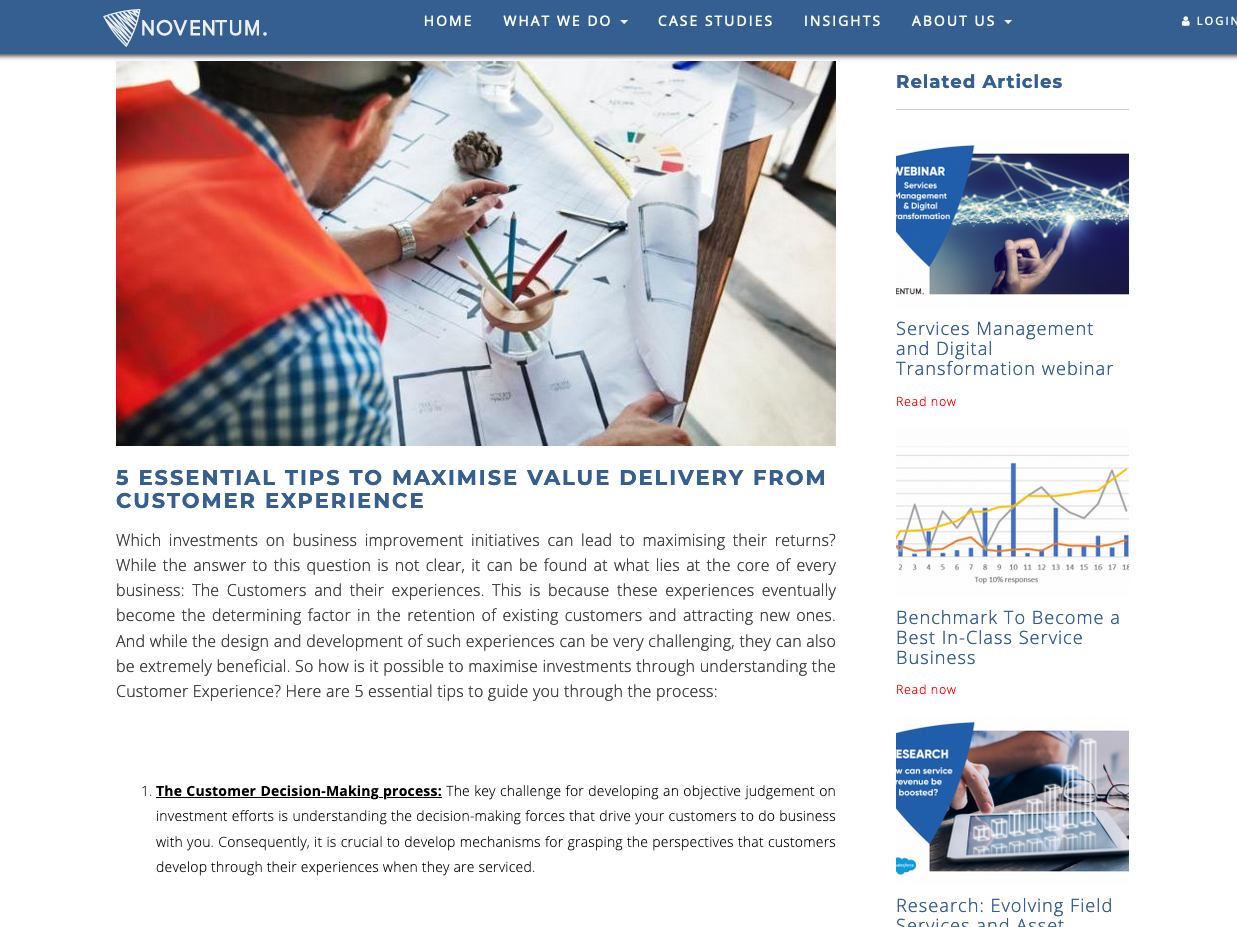 NOVENTUM.
HOME
WHAT WE DO
CASE STUDIES
INSIGHTS
ABOUT US
LOGIN
5 ESSENTIAL TIPS TO MAXIMISE VALUE DELIVERY FROM
CUSTOMER EXPERIENCE
Which investments on business improvement initiatives can lead to maximising their returns?
While the answer to this question is not clear, it can be found at what lies at the core of every
business: The Customers and their experiences. This is because these experiences eventually
become the determining factor in the retention of existing customers and attracting new ones.
And while the design and development of such experiences can be very challenging, they can also
be extremely beneficial. So how is it possible to maximise investments through understanding the
Customer Experience? Here are 5 essential tips to guide you through the process:
1. The Customer Decision-Making process: The key challenge for developing an objective judgement on
investment efforts is understanding the decision-making forces that drive your customers to do business
with you. Consequently, it is crucial to develop mechanisms for grasping the perspectives that customers
develop through their experiences when they are serviced.
Related Articles
WEBINAR
Services
Management
& Digital
ransformation
ENTUM.
Services Management
and Digital
Transformation webinar
Read now
2 3 4 5 6 7 8 9 10 11 12 13 14 15 16 17 18
Top 10% responses
Benchmark To Become a
Best In-Class Service
Business
Read now
ESEARCH
w can service
revenue be
boosted?
alesforce
Research: Evolving Field
Services and Asset